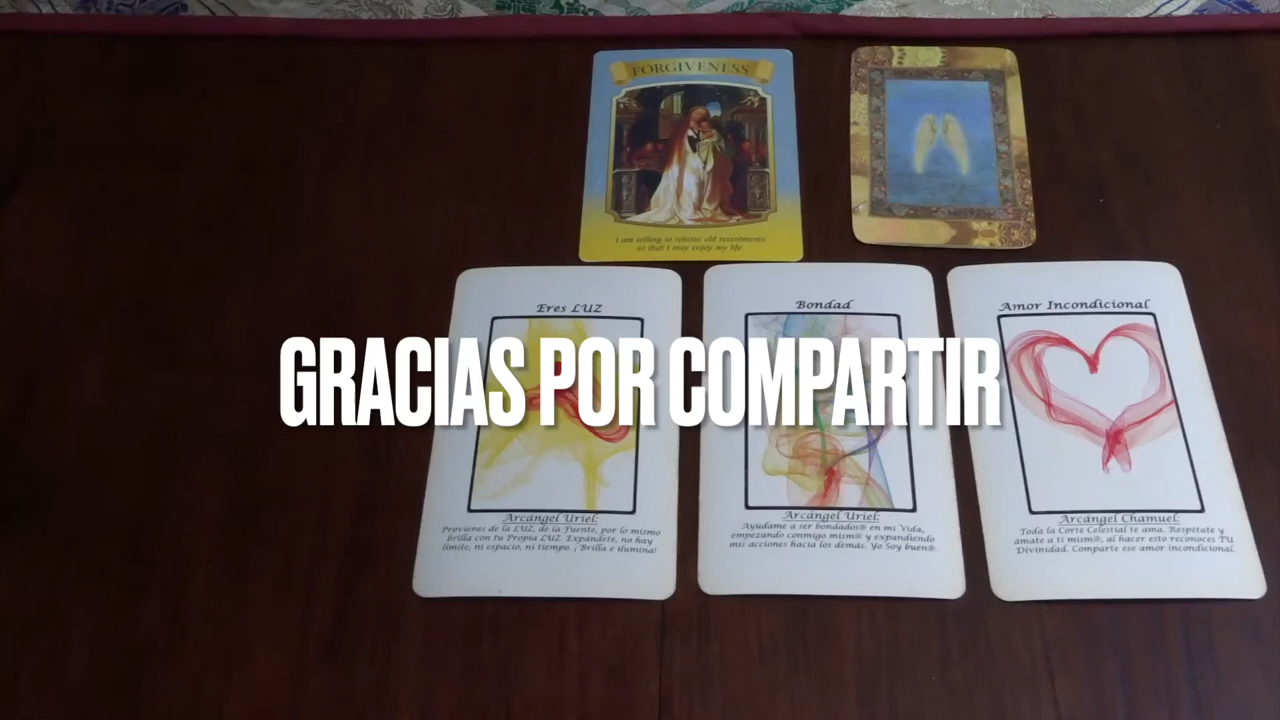 FORGIVENESS
I am willing to release old resentments
so that I may enjoy my life.
Eres LUZ
Arcángel Uriel:
Provienes de la LUZ, de la Fuente, por lo mismo
brilla con tu Propia LUZ. Expándete, no hay
límite, ni espacio, ni tiempo. ¡ Brilla e ilumina!
Bondad
Arcángel Uriel:
Ayúdame a ser bondados@ en mi Vida,
empezando conmigo mism@ y expandiendo
mis acciones hacia los demás. Yo Soy buen@.
Amor Incondicional
Arcángel Chamuel:
Toda la Corte Celestial te ama. Respétate y
ámate a ti mism@, al hacer esto reconoces TU
Divinidad. Comparte ese amor incondicional.
GRACIAS POR COMPARTIR